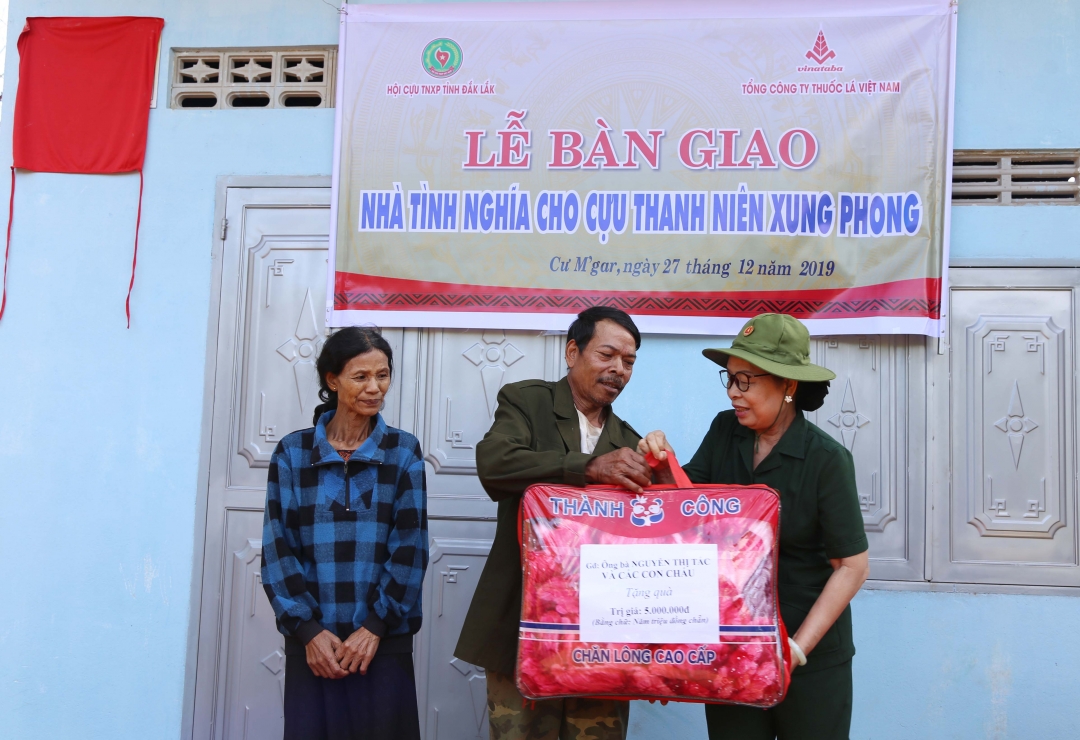 HỘI CỰU TNXP TỈNH ĐẮK LẮK
vinataba
TỔNG CÔNG TY THUỐC LÁ VIỆT NAM
LỄ BÀN GIAO
NHÀ TÌNH NGHĨA CHO CỰU THANH NIÊN XUNG PHONG
Cư M'gar, ngày 27 tháng 12 năm 2019
THÀNH CÔNG
Gđ: Ông bà NGUYỄN THỊ TÁC
VÀ CÁC CON CHÁU
Tặng quà
Trị giá: 5.000.000đ
(Bằng chữ: Năm triệu đồng chẵn)
CHĂN LÔNG CAO CẤP